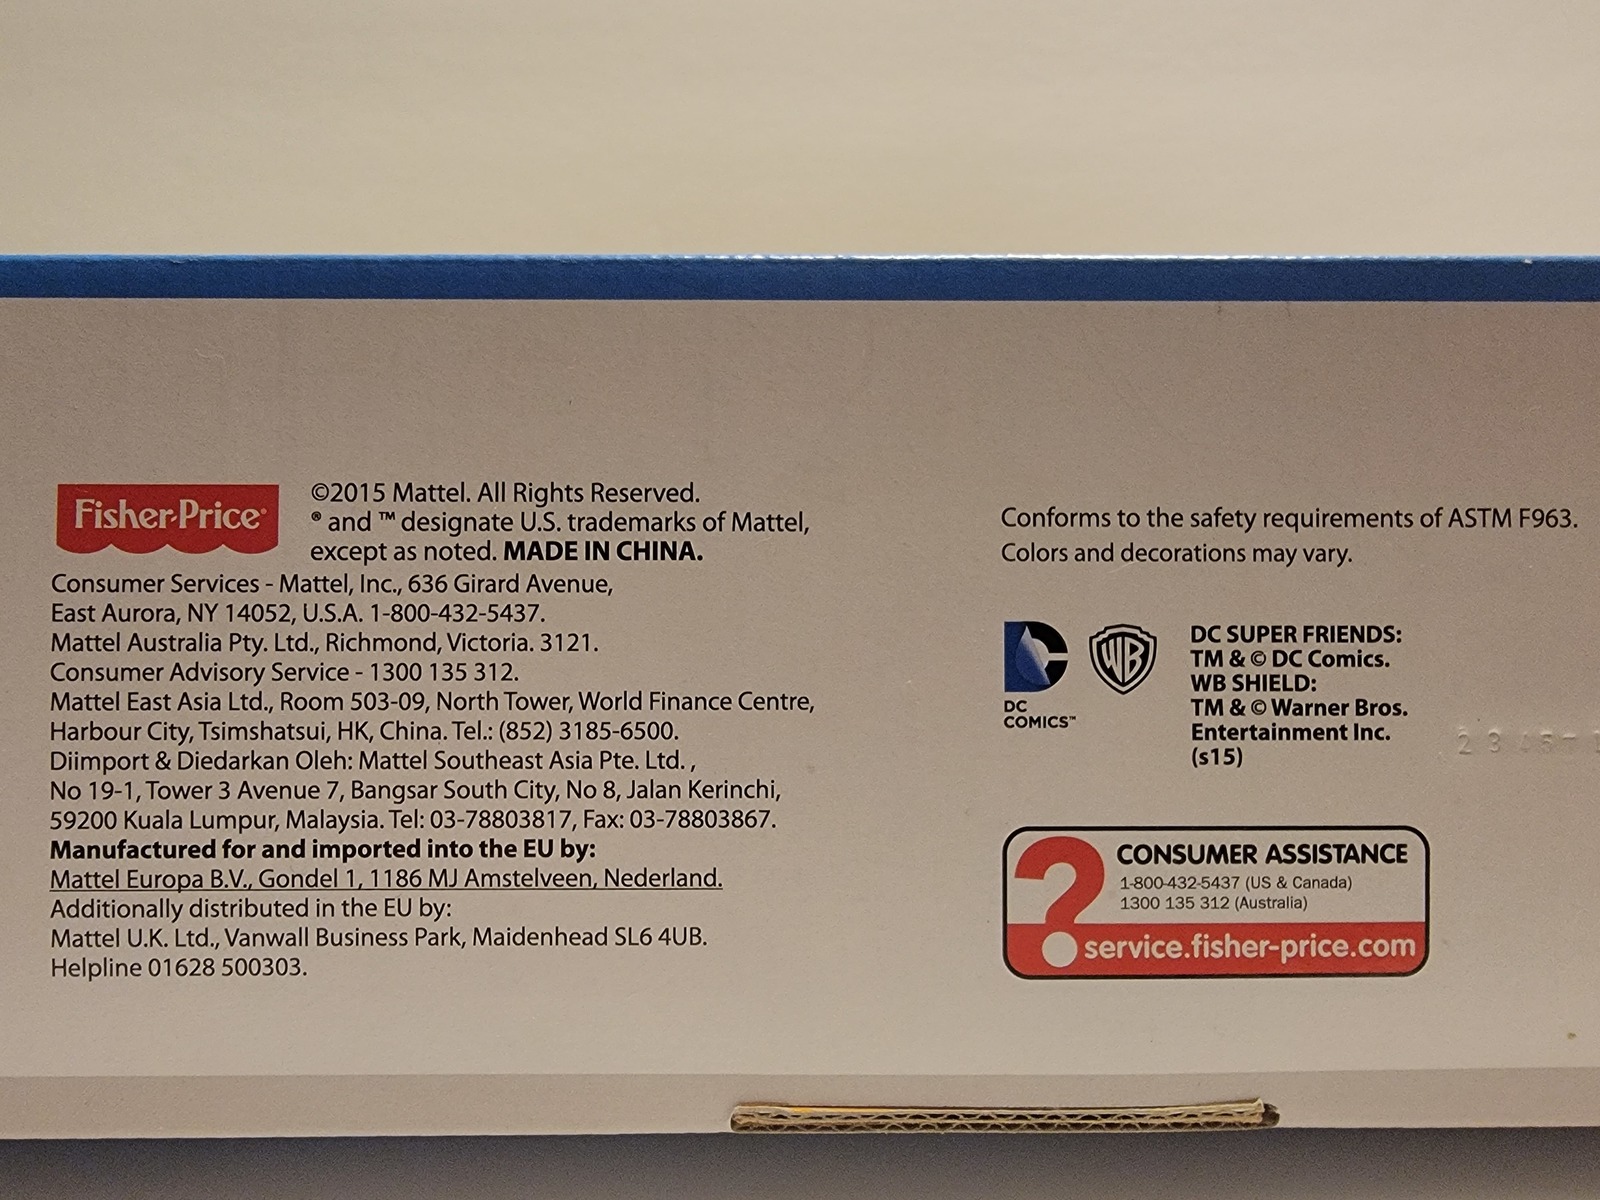 Fisher-Price®
©2015 Mattel. All Rights Reserved.
® and ™ designate U.S. trademarks of Mattel,
except as noted. MADE IN CHINA.
Consumer Services - Mattel, Inc., 636 Girard Avenue,
East Aurora, NY 14052, U.S.A. 1-800-432-5437.
Mattel Australia Pty. Ltd., Richmond, Victoria. 3121.
Consumer Advisory Service - 1300 135 312.
Mattel East Asia Ltd., Room 503-09, North Tower, World Finance Centre,
Harbour City, Tsimshatsui, HK, China. Tel.: (852) 3185-6500.
Diimport & Diedarkan Oleh: Mattel Southeast Asia Pte. Ltd. ,
No 19-1, Tower 3 Avenue 7, Bangsar South City, No 8, Jalan Kerinchi,
59200 Kuala Lumpur, Malaysia. Tel: 03-78803817, Fax: 03-78803867.
Manufactured for and imported into the EU by:
Mattel Europa B.V., Gondel 1, 1186 MJ Amstelveen, Nederland.
Additionally distributed in the EU by:
Mattel U.K. Ltd., Vanwall Business Park, Maidenhead SL6 4UB.
Helpline 01628 500303.
Conforms to the safety requirements of ASTM F963.
Colors and decorations may vary.
DC
COMICS™
WB
DC SUPER FRIENDS:
TM & © DC Comics.
WB SHIELD:
TM & © Warner Bros.
Entertainment Inc.
(s15)
? CONSUMER ASSISTANCE
1-800-432-5437 (US & Canada)
1300 135 312 (Australia)
service.fisher-price.com